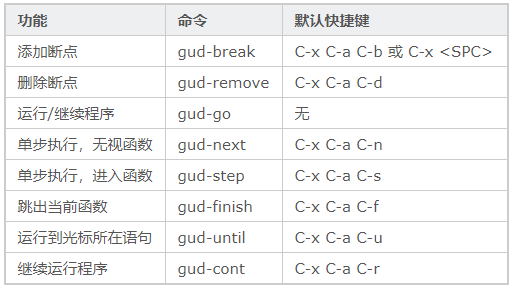 功能 命令 默认快捷键
添加断点 gud-break C-x C-a C-b 或 C-x <SPC>
删除断点 gud-remove C-x C-a C-d
运行/继续程序 gud-go 无
单步执行，无视函数 gud-next C-x C-a C-n
单步执行，进入函数 gud-step C-x C-a C-s
跳出当前函数 gud-finish C-x C-a C-f
运行到光标所在语句 gud-until C-x C-a C-u
继续运行程序 gud-cont C-x C-a C-r